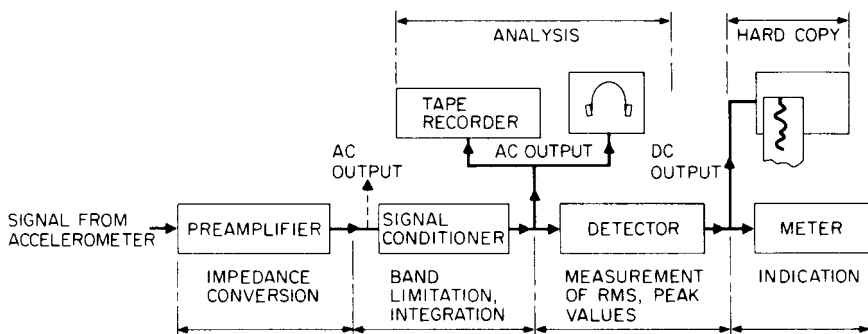 ANALYSIS
HARD COPY
TAPE
RECORDER
AC
OUTPUT
AC OUTPUT
DC
OUTPUT
SIGNAL FROM
ACCELEROMETER
PREAMPLIFIER
SIGNAL
CONDITIONER
DETECTOR
METER
IMPEDANCE
CONVERSION
BAND
LIMITATION,
INTEGRATION
MEASUREMENT
OF RMS, PEAK
VALUES
INDICATION